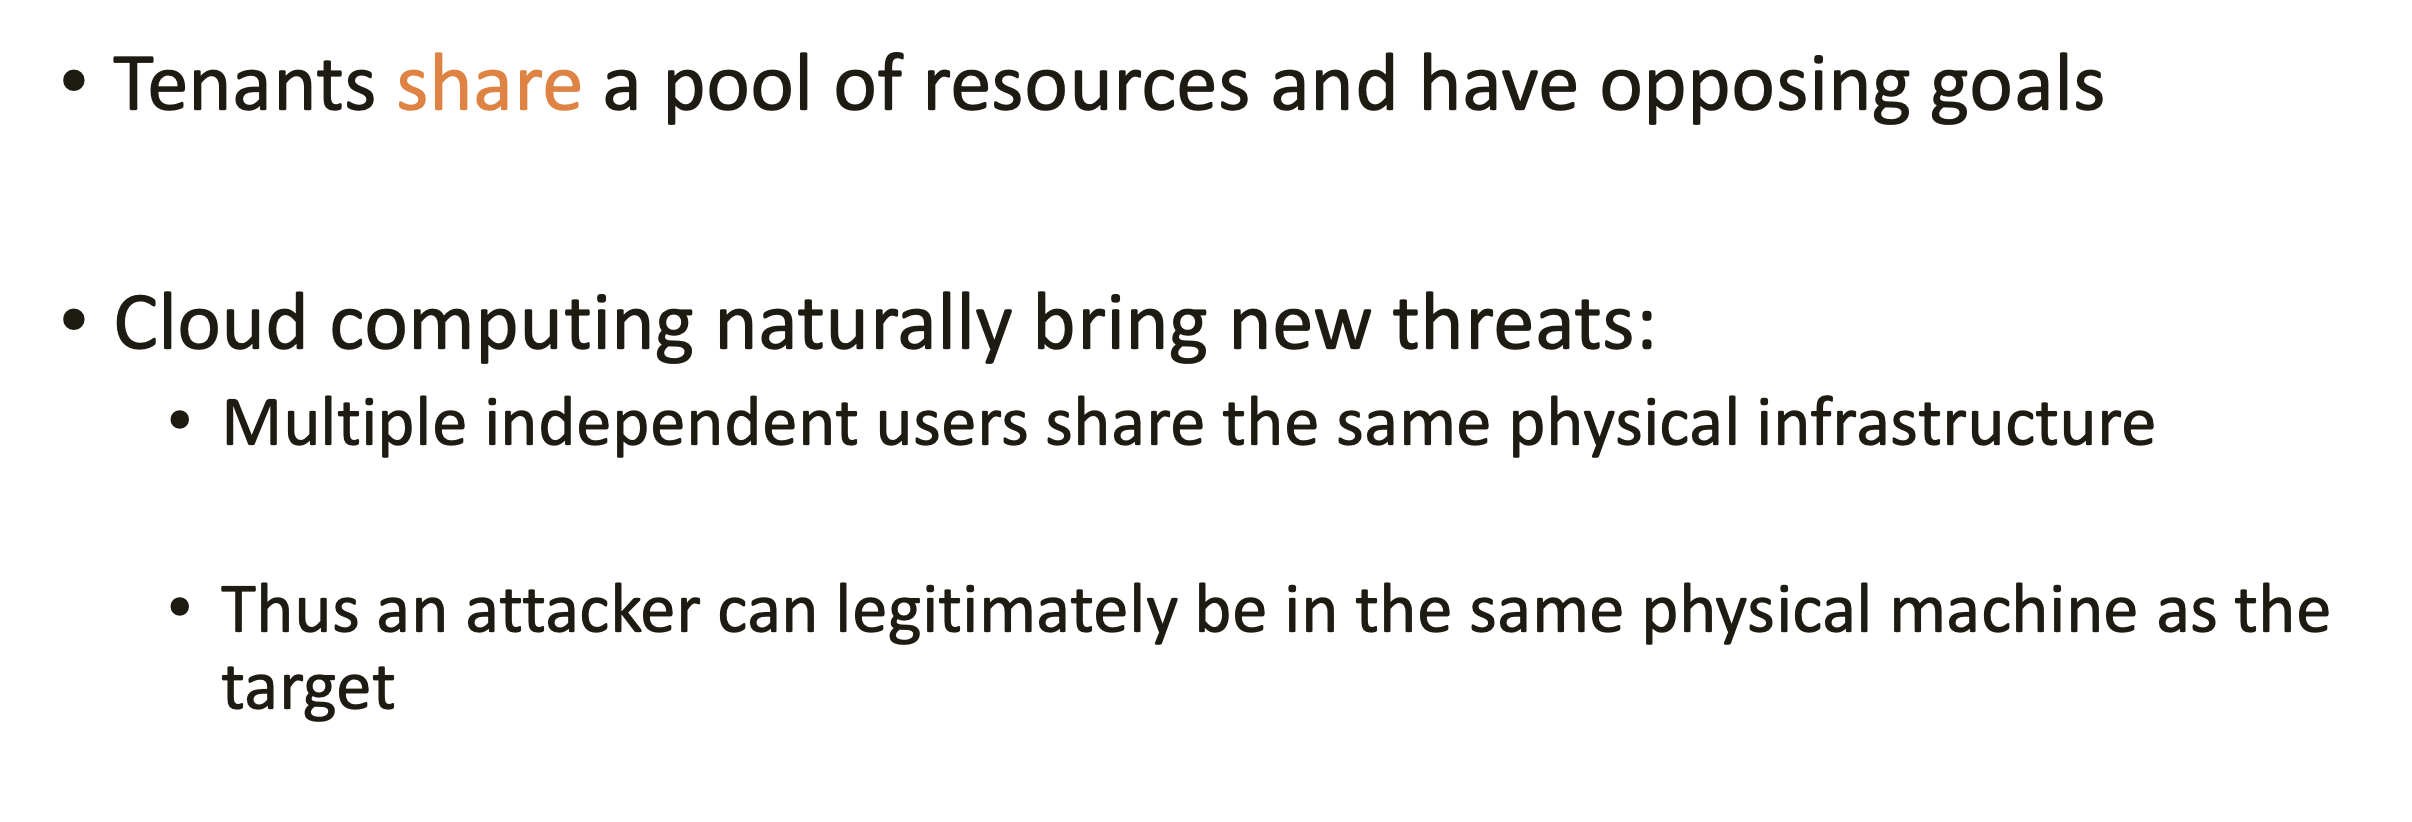 • Tenants share a pool of resources and have opposing goals
• Cloud computing naturally bring new threats:
• Multiple independent users share the same physical infrastructure
• Thus an attacker can legitimately be in the same physical machine as the
target